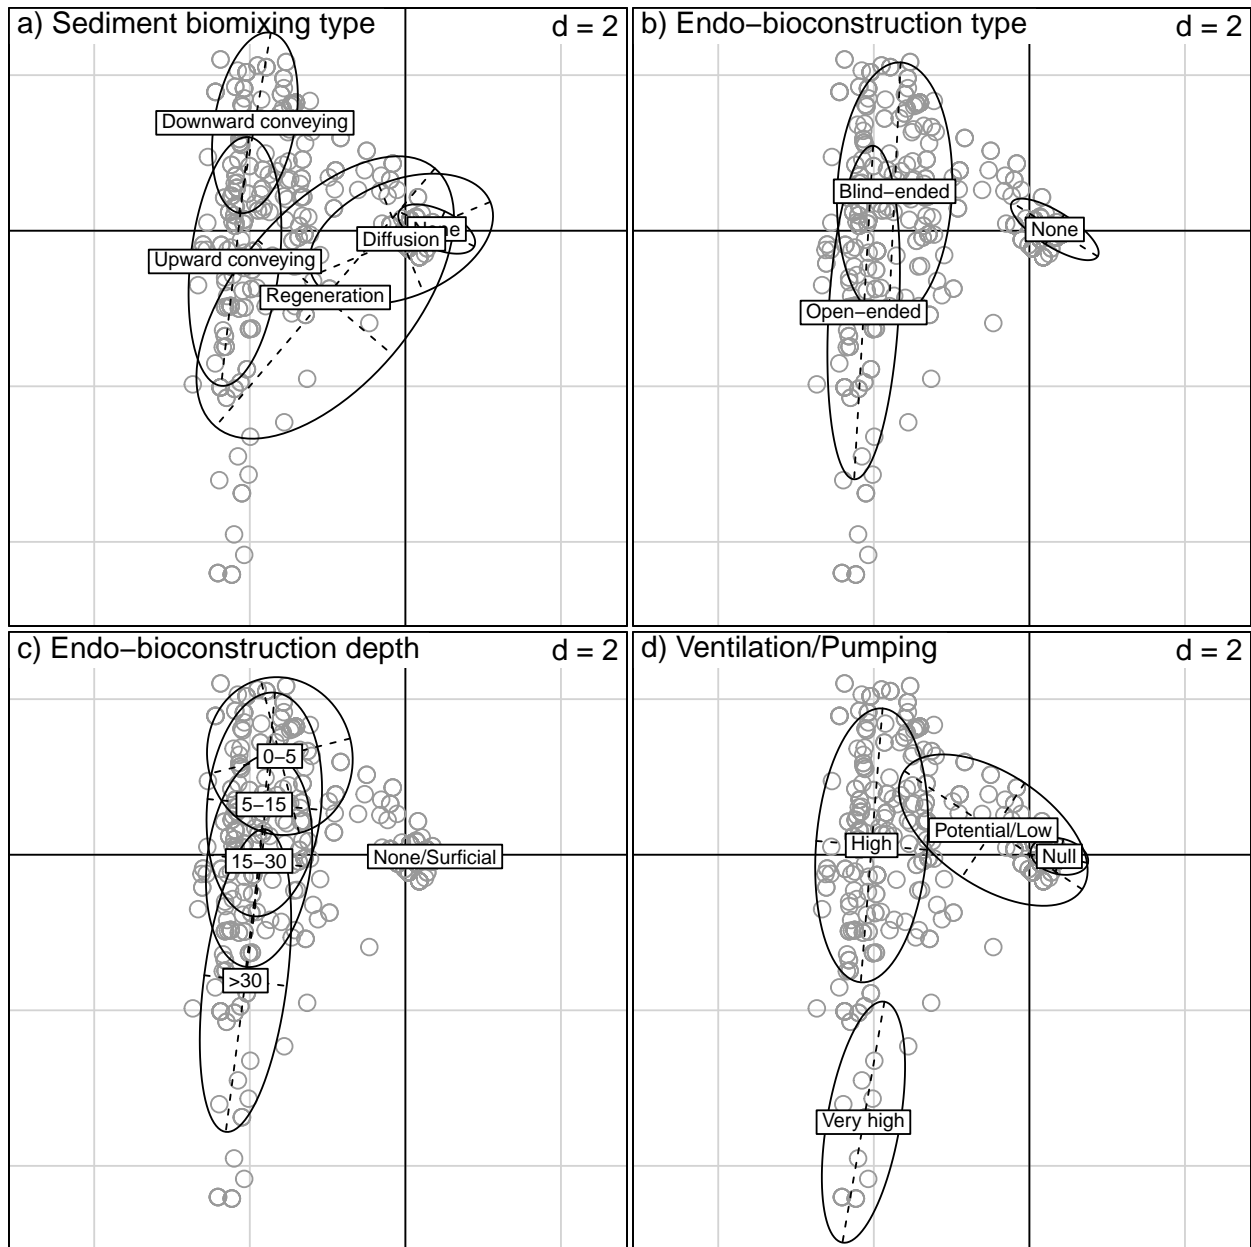 a) Sediment biomixing type
d = 2
Downward conveying
None
Diffusion
Upward conveying
Regeneration
b) Endo−bioconstruction type
d = 2
Blind−ended
None
Open−ended
c) Endo−bioconstruction depth
d = 2
0−5
5−15
15−30
None/Surficial
>30
d) Ventilation/Pumping
d = 2
Potential/Low
High
Null
Very high